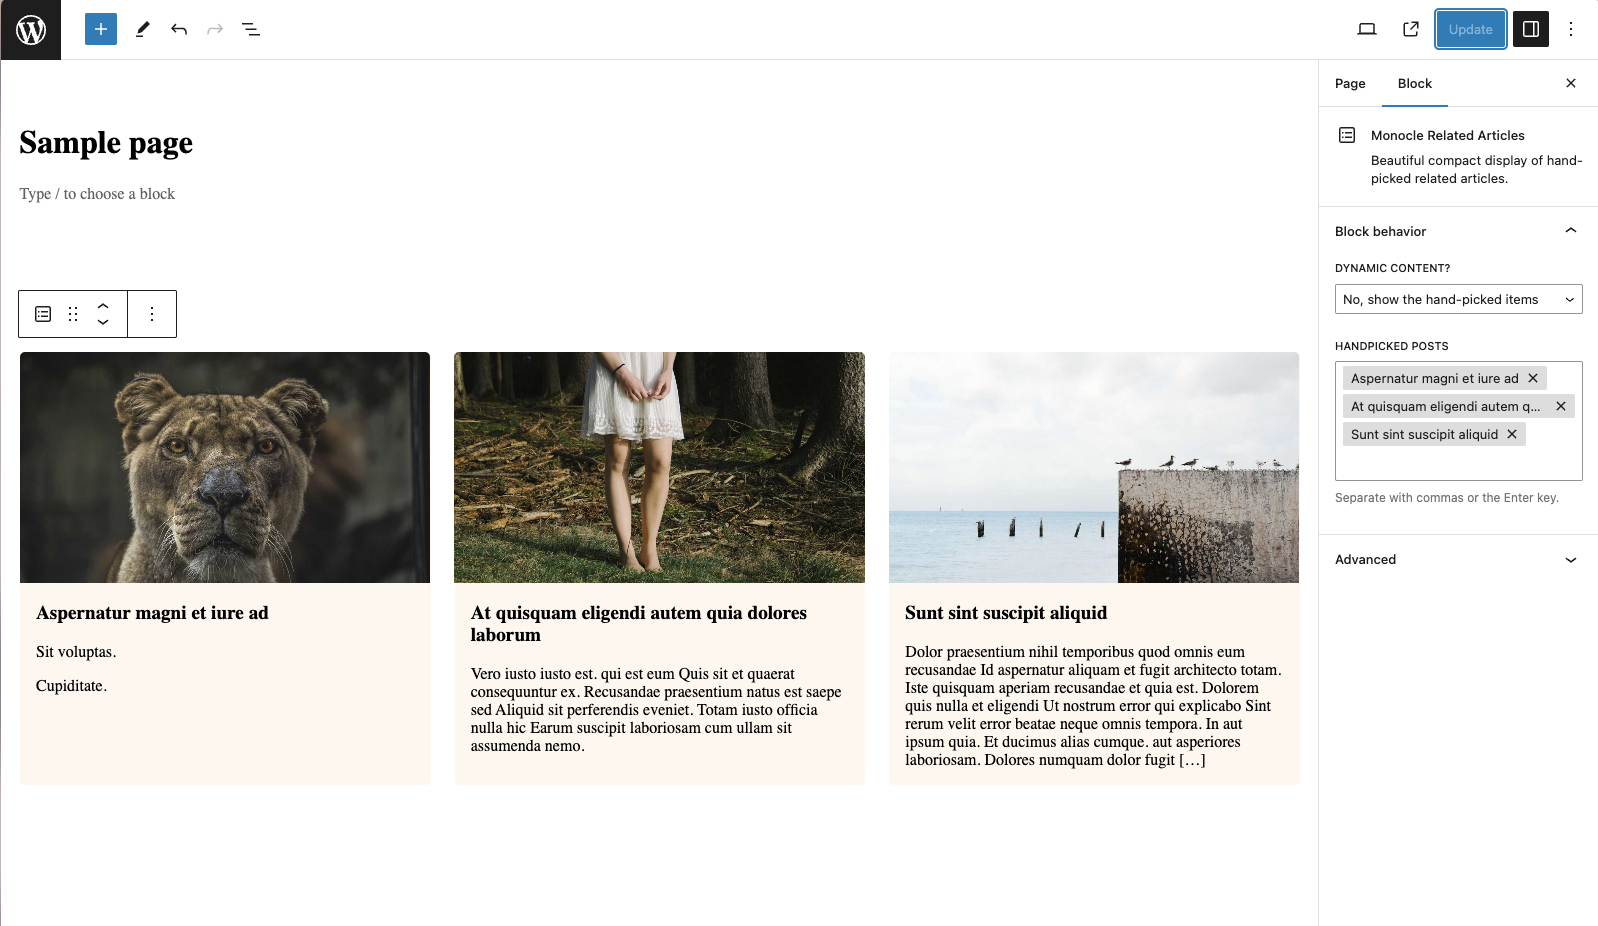 Update
Page
Block
Monocle Related Articles
Beautiful compact display of hand-
picked related articles.
Block behavior
DYNAMIC CONTENT?
No, show the hand-picked items
HANDPICKED POSTS
Aspernatur magni et iure ad
At quisquam eligendi autem q...
Sunt sint suscipit aliquid
Separate with commas or the Enter key.
Advanced
Sample page
Type / to choose a block
Aspernatur magni et iure ad
Sit voluptas.
Cupiditate.
At quisquam eligendi autem quia dolores
laborum
Vero iusto iusto est. qui est eum Quis sit et quaerat
consequuntur ex. Recusandae praesentium natus est saepe
sed Aliquid sit perferendis eveniet. Totam iusto officia
nulla hic Earum suscipit laboriosam cum ullam sit
assumenda nemo.
Sunt sint suscipit aliquid
Dolor praesentium nihil temporibus quod omnis eum
recusandae Id aspernatur aliquam et fugit architecto totam.
Iste quisquam aperiam recusandae et quia est. Dolorem
quis nulla et eligendi Ut nostrum error qui explicabo Sint
rerum velit error beatae neque omnis tempora. In aut
ipsum quia. Et ducimus alias cumque. aut asperiores
laboriosam. Dolores numquam dolor fugit […]